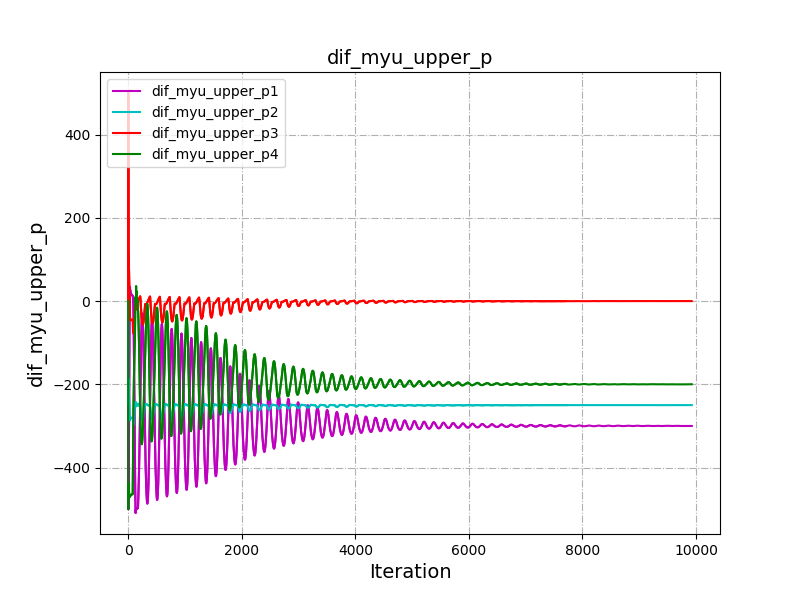 dif_myu_upper_p
dif_myu_upper_p1
dif_myu_upper_p2
dif_myu_upper_p3
dif_myu_upper_p4
400
200
0
−200
−400
dif_myu_upper_p
0
2000
4000
6000
8000
10000
Iteration